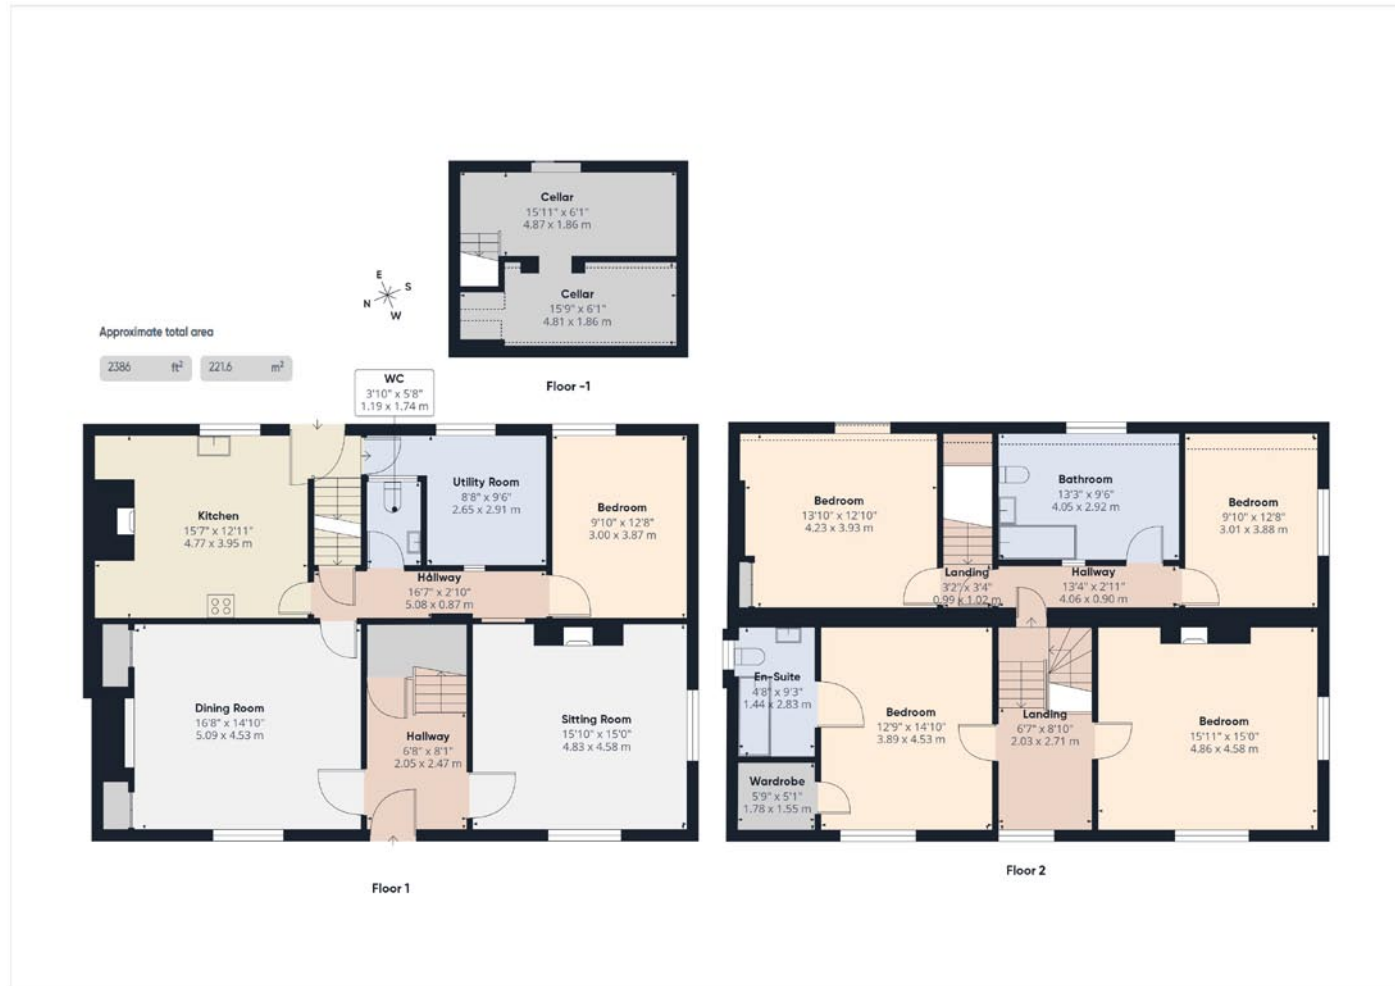 Cellar
15'11" x 6'1"
4.87 x 1.86 m
E
S
N
W
Cellar
15'9" x 6'1"
4.81 x 1.86 m
Approximate total area
2386 ft² 221.6 m²
Floor -1
WC
3'10" x 5'8"
1.19 x 1.74 m
Kitchen
15'7" x 12'11"
4.77 x 3.95 m
Utility Room
8'8" x 9'6"
2.65 x 2.91 m
Bedroom
9'10" x 12'8"
3.00 x 3.87 m
Hallway
16'7" x 2'10"
5.08 x 0.87 m
Dining Room
16'8" x 14'10"
5.09 x 4.53 m
Hallway
6'8" x 8'1"
2.05 x 2.47 m
Sitting Room
15'10" x 15'0"
4.83 x 4.58 m
Floor 1
Bedroom
13'10" x 12'10"
4.23 x 3.93 m
Bathroom
13'3" x 9'6"
4.05 x 2.92 m
Bedroom
9'10" x 12'8"
3.01 x 3.88 m
Landing
3'2" x 3'4"
0.99 x 1.02 m
Hallway
13'4" x 2'11"
4.06 x 0.90 m
En-Suite
4'8" x 9'3"
1.44 x 2.83 m
Bedroom
12'9" x 14'10"
3.89 x 4.53 m
Landing
6'7" x 8'10"
2.03 x 2.71 m
Bedroom
15'11" x 15'0"
4.86 x 4.58 m
Wardrobe
5'9" x 5'1"
1.78 x 1.55 m
Floor 2